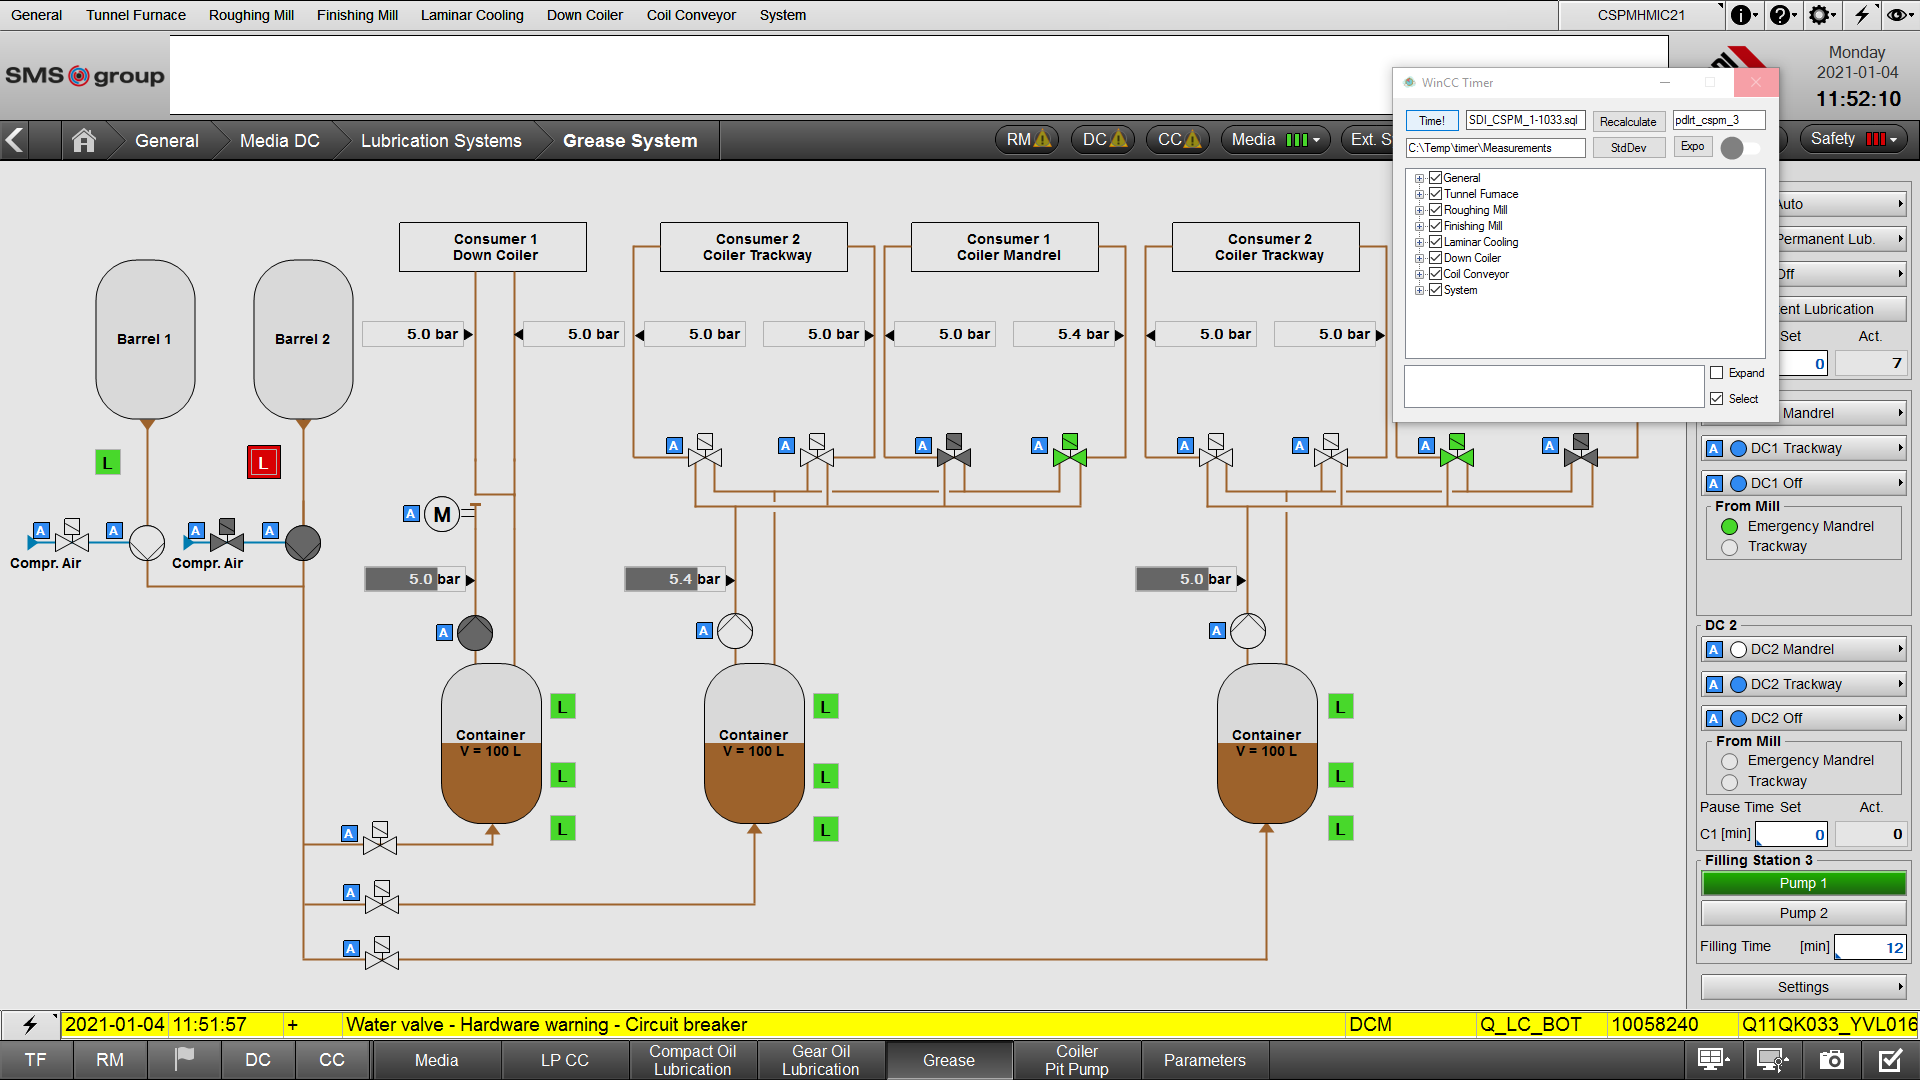 General Tunnel Furnace Roughing Mill Finishing Mill Laminar Cooling Down Coiler Coil Conveyor System CSPMHMIC21
SMS group
Monday
2021-01-04
11:52:10
General Media DC Lubrication Systems Grease System RM DC CC Media Ext. S Safety
WinCC Timer
Time! SDI_CSPM_1-1033.sql Recalculate pdlrt_cspm_3
C:\Temp\timer\Measurements StdDev Expo
General
Tunnel Furnace
Roughing Mill
Finishing Mill
Laminar Cooling
Down Coiler
Coil Conveyor
System
Expand
Select
Consumer 1
Down Coiler
Consumer 2
Coiler Trackway
Consumer 1
Coiler Mandrel
Consumer 2
Coiler Trackway
Barrel 1
Barrel 2
5.0 bar 5.0 bar 5.0 bar 5.0 bar 5.0 bar 5.4 bar 5.0 bar 5.0 bar
A A A A A A A A
L L
A M
A A A A
Compr. Air Compr. Air
5.0 bar 5.4 bar 5.0 bar
A A A
Container
V = 100 L
Container
V = 100 L
Container
V = 100 L
L L L
L L L
L L L
A
A
A
Auto
Permanent Lub.
Off
ent Lubrication
Set Act.
0 7
Mandrel
A DC1 Trackway
A DC1 Off
From Mill
Emergency Mandrel
Trackway
DC 2
A DC2 Mandrel
A DC2 Trackway
A DC2 Off
From Mill
Emergency Mandrel
Trackway
Pause Time Set Act.
C1 [min] 0 0
Filling Station 3
Pump 1
Pump 2
Filling Time [min] 12
Settings
2021-01-04 11:51:57 + Water valve - Hardware warning - Circuit breaker DCM Q_LC_BOT 10058240 Q11QK033_YVL016
TF RM DC CC Media LP CC Compact Oil Lubrication Gear Oil Lubrication Grease Coiler Pit Pump Parameters